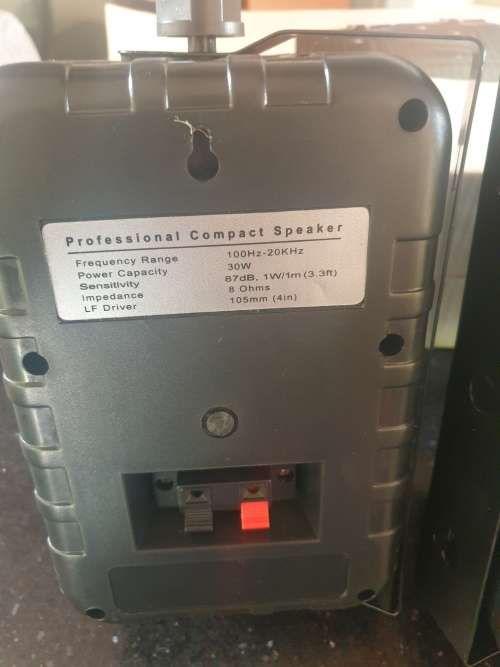 Professional Compact Speaker
Frequency Range 100Hz-20KHz
Power Capacity 30W
Sensitivity 87dB, 1W/1m (3.3ft)
Impedance 8 Ohms
LF Driver 105mm (4in)